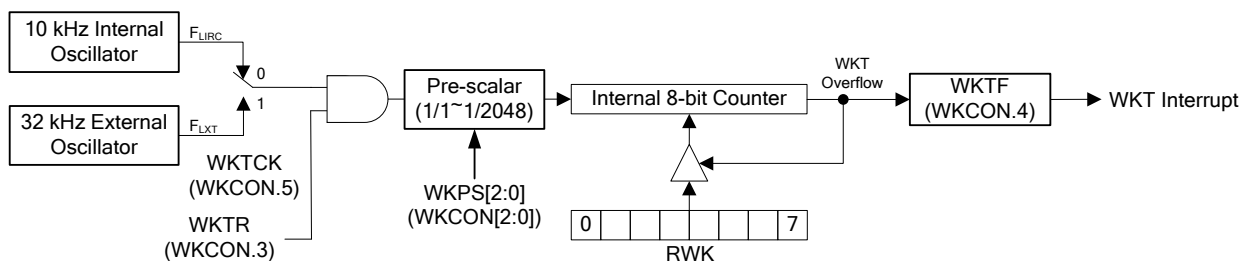 10 kHz Internal
Oscillator
FLIRC
0
1
32 kHz External
Oscillator
FLXT
WKTCK
(WKCON.5)
WKTR
(WKCON.3)
Pre-scalar
(1/1~1/2048)
WKPS[2:0]
(WKCON[2:0])
Internal 8-bit Counter
0 7
RWK
WKT
Overflow
WKTF
(WKCON.4)
WKT Interrupt